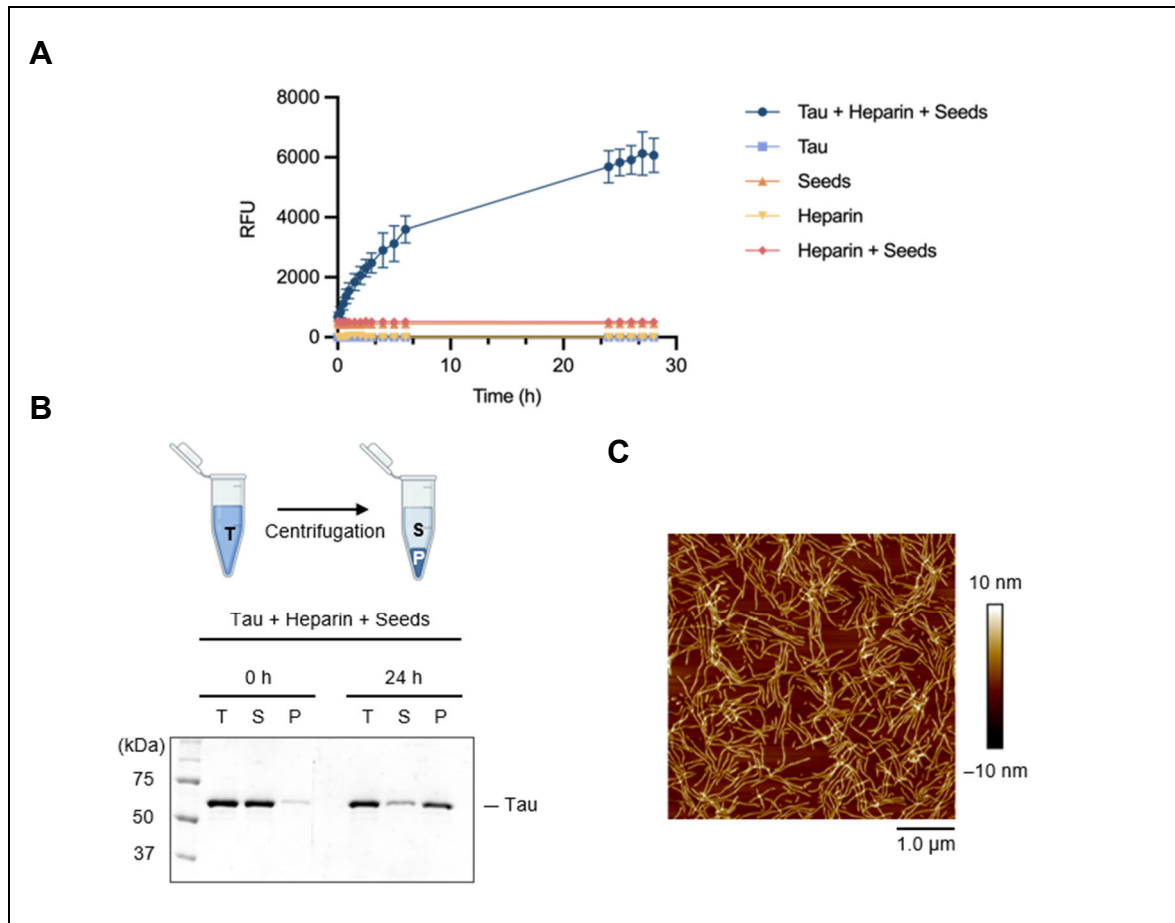 A
8000
6000
4000
2000
0
RFU
0 10 20 30
Time (h)
Tau + Heparin + Seeds
Tau
Seeds
Heparin
Heparin + Seeds
B
T
Centrifugation
S
P
Tau + Heparin + Seeds
0 h 24 h
T S P T S P
(kDa)
75
50
37
– Tau
C
10 nm
–10 nm
1.0 µm